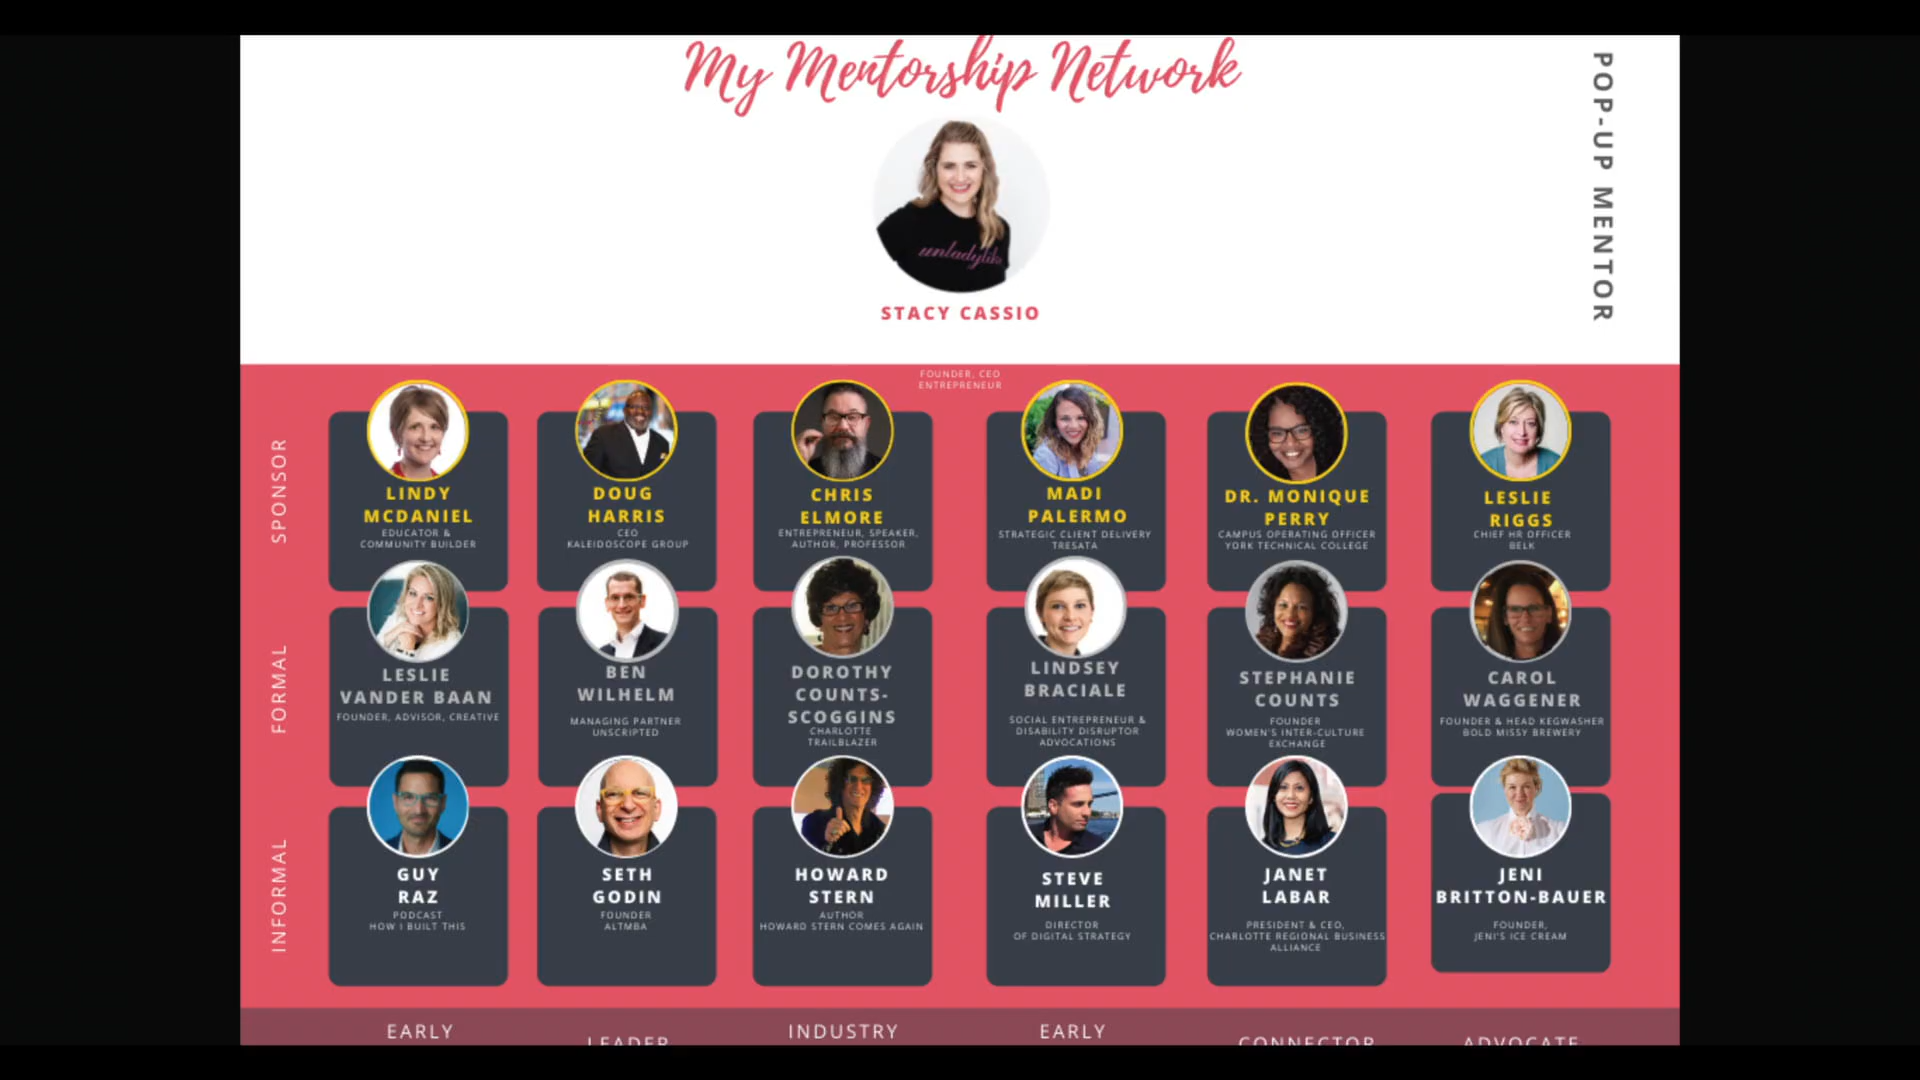 My Mentorship Network
POP-UP MENTOR
unladylike
STACY CASSIO
FOUNDER, CEO
ENTREPRENEUR
SPONSOR
LINDY
MCDANIEL
EDUCATOR &
COMMUNITY BUILDER
DOUG
HARRIS
CEO
KALEIDOSCOPE GROUP
CHRIS
ELMORE
ENTREPRENEUR, SPEAKER,
AUTHOR, PROFESSOR
MADI
PALERMO
STRATEGIC CLIENT DELIVERY
TRESATA
DR. MONIQUE
PERRY
CAMPUS OPERATING OFFICER
YORK TECHNICAL COLLEGE
LESLIE
RIGGS
CHIEF HR OFFICER
BELK
FORMAL
LESLIE
VANDER BAAN
FOUNDER, ADVISOR, CREATIVE
BEN
WILHELM
MANAGING PARTNER
UNSCRIPTED
DOROTHY
COUNTS-
SCOGGINS
CHARLOTTE
TRAILBLAZER
LINDSEY
BRACIALE
SOCIAL ENTREPRENEUR &
DISABILITY DISRUPTOR
ADVOCATIONS
STEPHANIE
COUNTS
FOUNDER
WOMEN'S INTER-CULTURE
EXCHANGE
CAROL
WAGGENER
FOUNDER & HEAD KEGWASHER
BOLD MISSY BREWERY
INFORMAL
GUY
RAZ
PODCAST
HOW I BUILT THIS
SETH
GODIN
FOUNDER
ALTMBA
HOWARD
STERN
AUTHOR
HOWARD STERN COMES AGAIN
STEVE
MILLER
DIRECTOR
OF DIGITAL STRATEGY
JANET
LABAR
PRESIDENT & CEO,
CHARLOTTE REGIONAL BUSINESS
ALLIANCE
JENI
BRITTON-BAUER
FOUNDER,
JENI'S ICE CREAM
EARLY
LEADER
INDUSTRY
EARLY
CONNECTOR
ADVOCATE